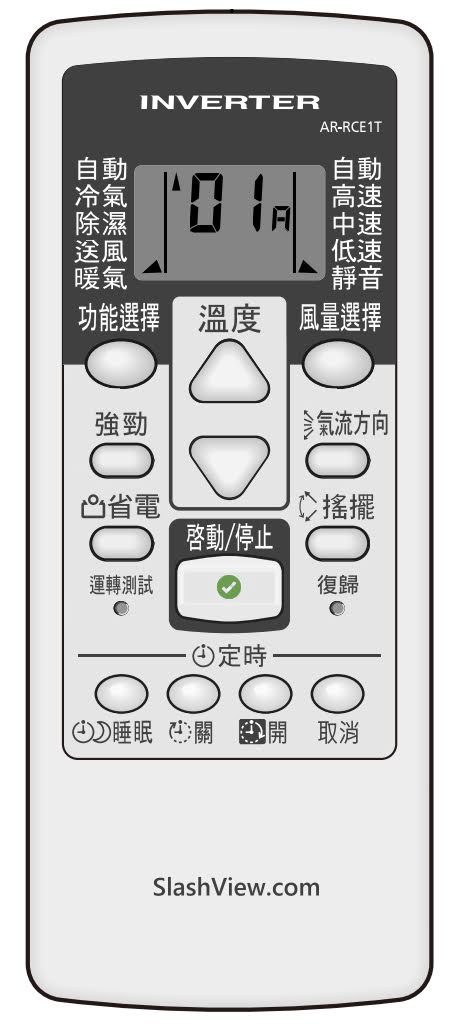 INVERTER
AR-RCE1T
自動
冷氣
除濕
送風
暖氣
01A
自動
高速
中速
低速
靜音
功能選擇
溫度
風量選擇
強勁
氣流方向
省電
搖擺
啓動/停止
運轉測試
復歸
定時
睡眠
關
開
取消
SlashView.com